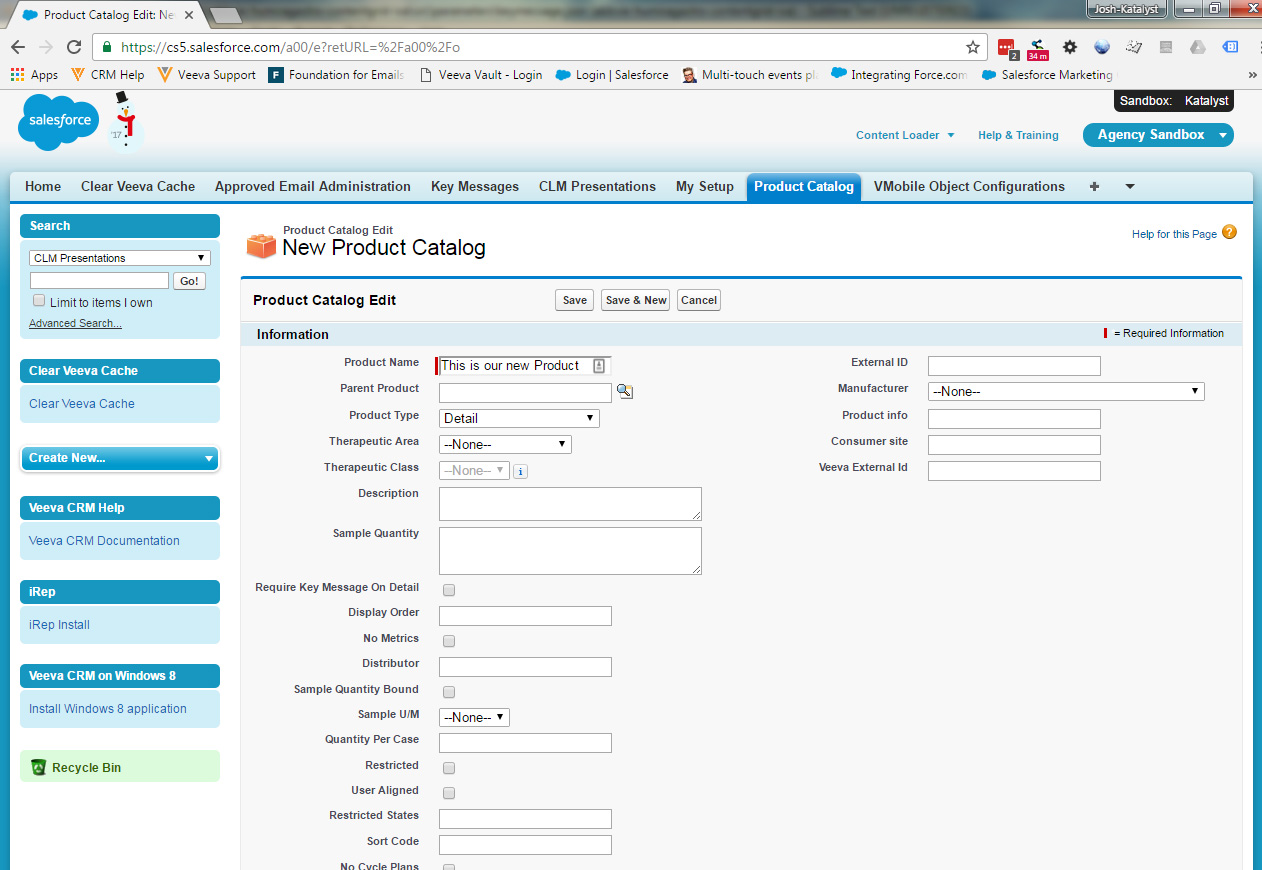 Product Catalog Edit: Ne
Josh-Katalyst
https://cs5.salesforce.com/a00/e?retURL=%2Fa00%2Fo
2
34 m
Apps
CRM Help
Veeva Support
F
Foundation for Emails
Veeva Vault - Login
Login | Salesforce
Multi-touch events pl
Integrating Force.com
Salesforce Marketing
»
Sandbox: Katalyst
salesforce
'17
Content Loader
Help & Training
Agency Sandbox
Home
Clear Veeva Cache
Approved Email Administration
Key Messages
CLM Presentations
My Setup
Product Catalog
VMobile Object Configurations
+
Search
CLM Presentations
Go!
Limit to items I own
Advanced Search...
Clear Veeva Cache
Clear Veeva Cache
Create New...
Veeva CRM Help
Veeva CRM Documentation
iRep
iRep Install
Veeva CRM on Windows 8
Install Windows 8 application
Recycle Bin
Product Catalog Edit
New Product Catalog
Help for this Page ?
Product Catalog Edit
Save
Save & New
Cancel
Information
= Required Information
Product Name
This is our new Product
External ID
Parent Product
Manufacturer
--None--
Product Type
Detail
Product info
Therapeutic Area
--None--
Consumer site
Therapeutic Class
--None--
i
Veeva External Id
Description
Sample Quantity
Require Key Message On Detail
Display Order
No Metrics
Distributor
Sample Quantity Bound
Sample U/M
--None--
Quantity Per Case
Restricted
User Aligned
Restricted States
Sort Code
No Cycle Plans